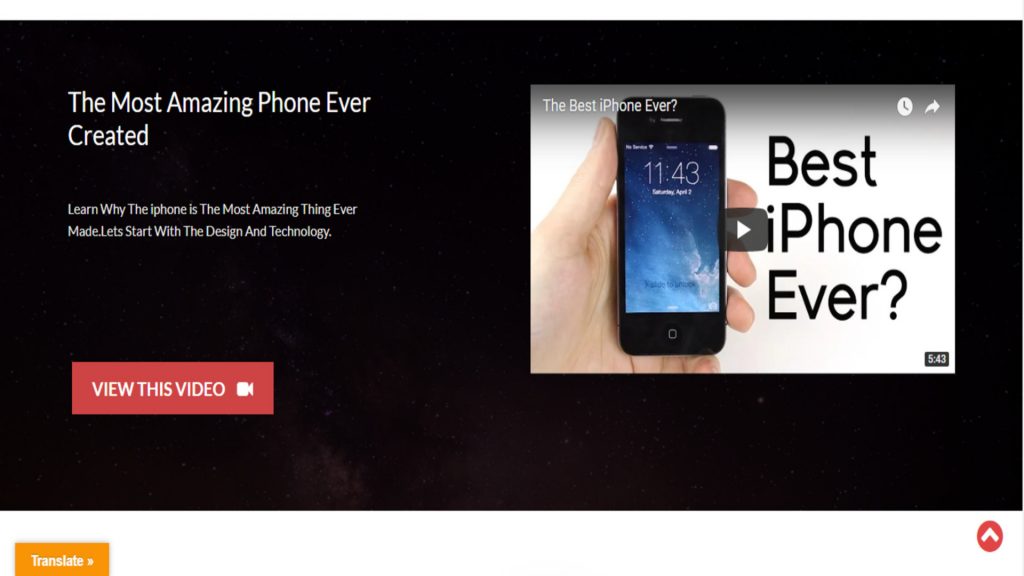 The Most Amazing Phone Ever
Created
Learn Why The iphone is The Most Amazing Thing Ever
Made.Lets Start With The Design And Technology.
VIEW THIS VIDEO
The Best iPhone Ever?
No Service
11:43
Saturday, April 2
slide to unlock
Best
iPhone
Ever?
5:43
Translate »